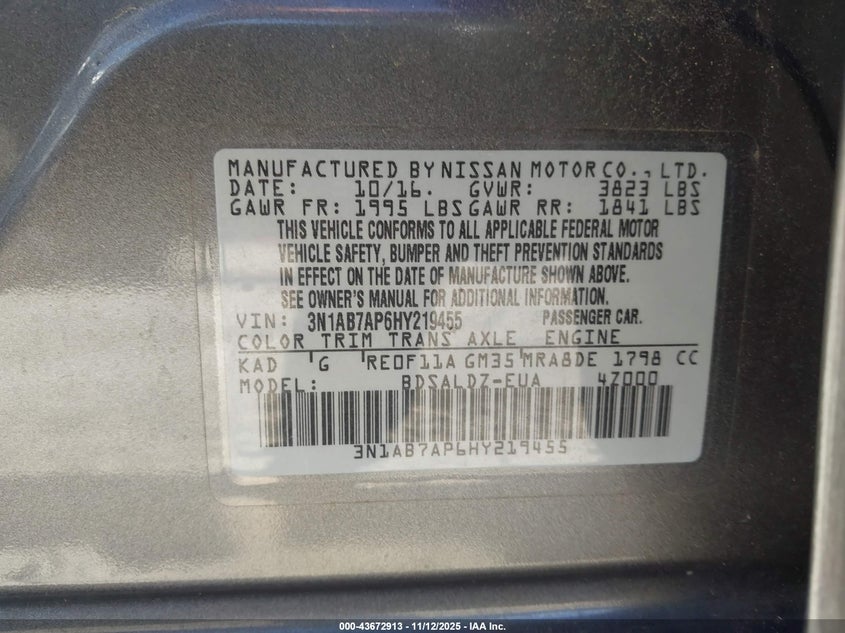 MANUFACTURED BY NISSAN MOTOR CO., LTD.
DATE: 10/16. GVWR: 3823 LBS
GAWR FR: 1995 LBS GAWR RR: 1841 LBS
THIS VEHICLE CONFORMS TO ALL APPLICABLE FEDERAL MOTOR
VEHICLE SAFETY, BUMPER AND THEFT PREVENTION STANDARDS
IN EFFECT ON THE DATE OF MANUFACTURE SHOWN ABOVE.
SEE OWNER'S MANUAL FOR ADDITIONAL INFORMATION.
VIN: 3N1AB7AP6HY219455 PASSENGER CAR.
COLOR TRIM TRANS AXLE ENGINE
KAD G RE0F11A GM35 MRA8DE 1798 CC
MODEL: BDSALDZ-EUA 4Z000
3N1AB7AP6HY219455
000-43672913 - 11/12/2025 - IAA Inc.